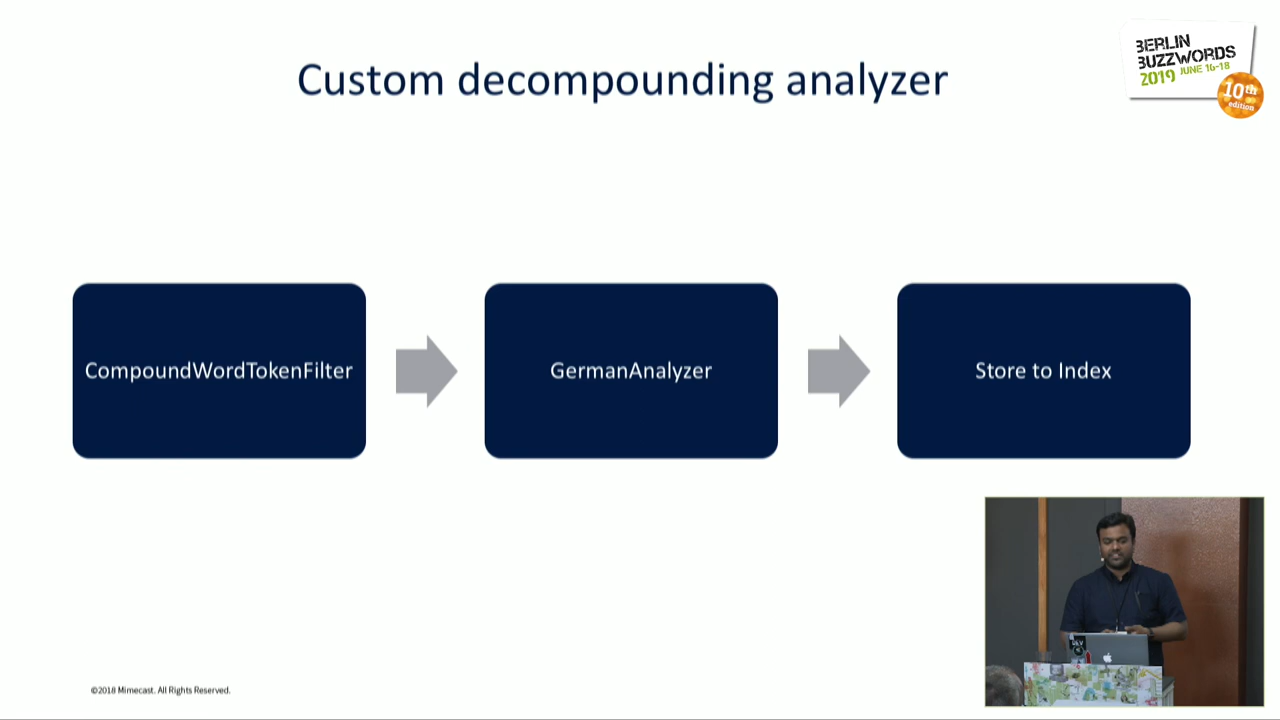 Custom decompounding analyzer
BERLIN
BUZZWORDS
2019 JUNE 16-18
10th
edition
CompoundWordTokenFilter
GermanAnalyzer
Store to Index
©2018 Mimecast. All Rights Reserved.